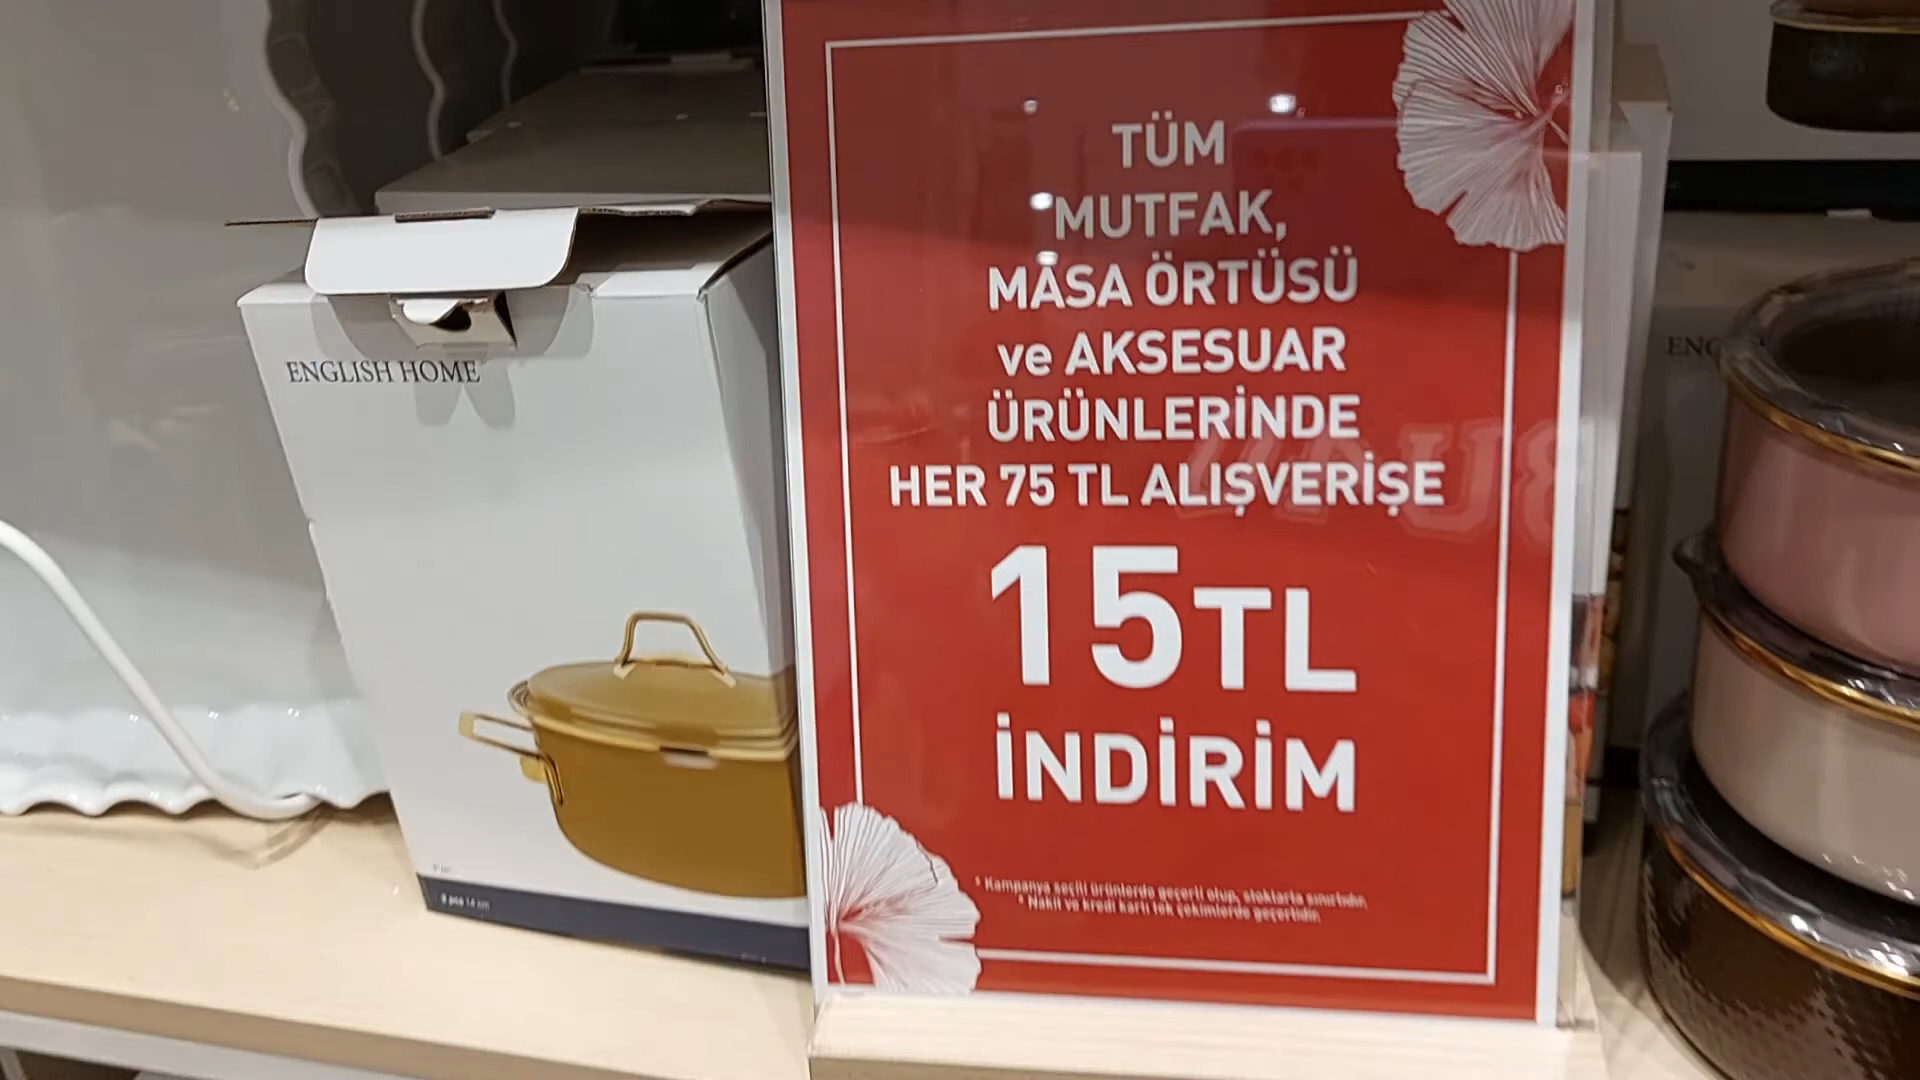 ENGLISH HOME
TÜM
MUTFAK,
MASA ÖRTÜSÜ
ve AKSESUAR
ÜRÜNLERİNDE
HER 75 TL ALIŞVERİŞE
15TL
İNDİRİM
* Kampanya seçili ürünlerde geçerli olup, stoklarla sınırlıdır.
* Nakit ve kredi kartı tek çekimlerde geçerlidir.
ENG